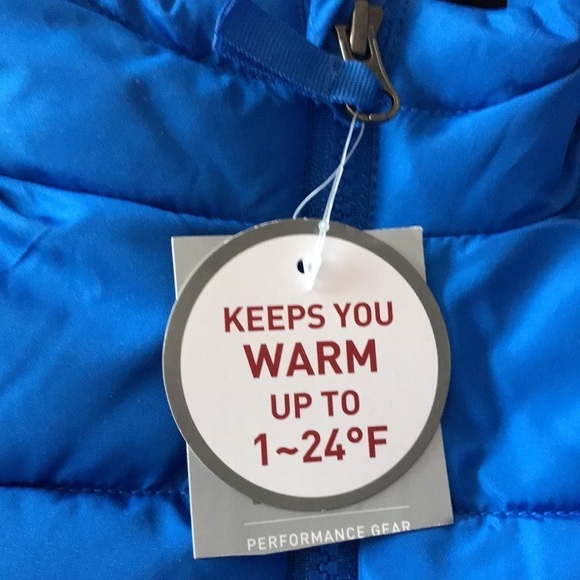 KEEPS YOU
WARM
UP TO
1~24°F
PERFORMANCE GEAR